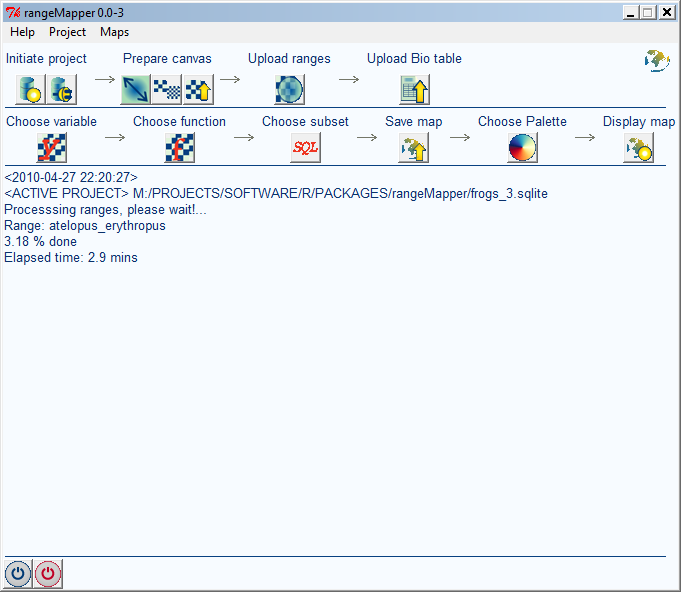 rangeMapper 0.0-3
Help Project Maps
Initiate project Prepare canvas Upload ranges Upload Bio table
Choose variable Choose function Choose subset Save map Choose Palette Display map
y f SQL
<2010-04-27 22:20:27>
<ACTIVE PROJECT> M:/PROJECTS/SOFTWARE/R/PACKAGES/rangeMapper/frogs_3.sqlite
Processsing ranges, please wait!...
Range: atelopus_erythropus
3.18 % done
Elapsed time: 2.9 mins